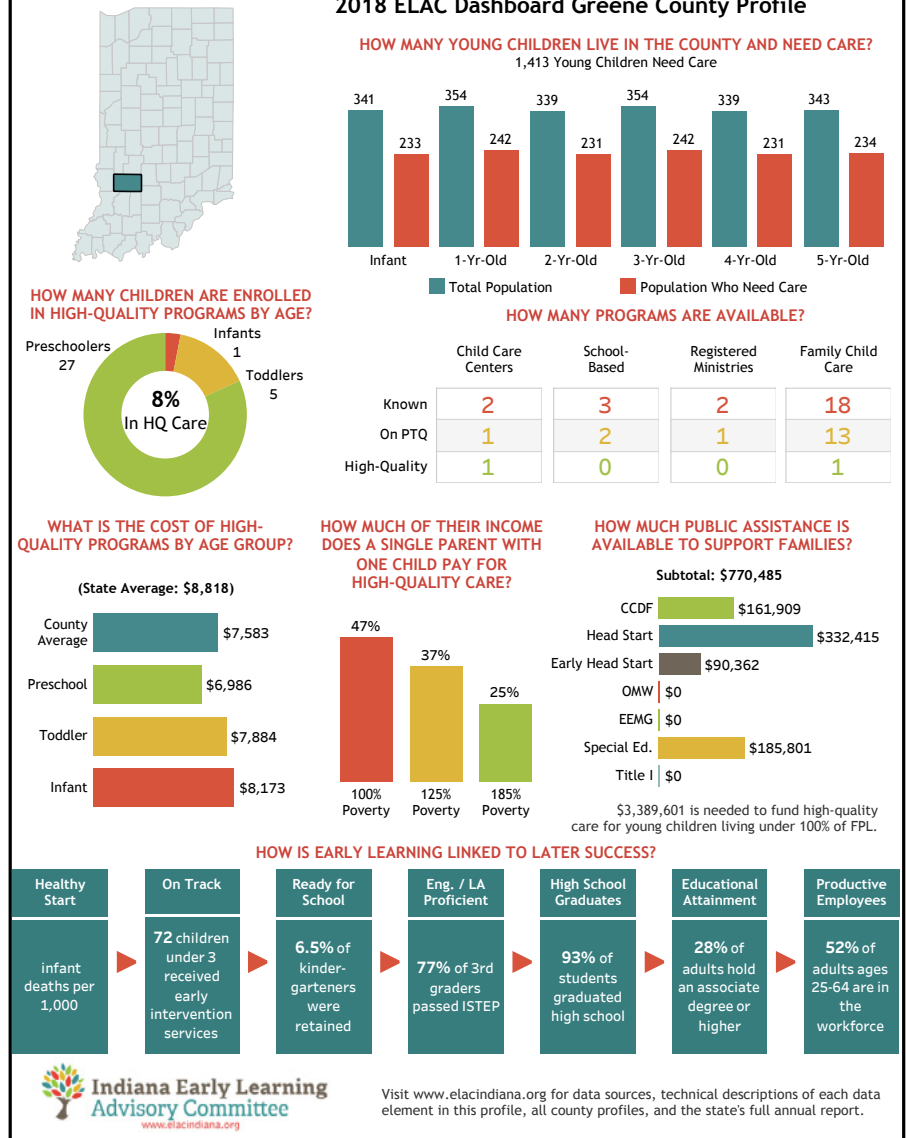 2018 ELAC Dashboard Greene County Profile
HOW MANY YOUNG CHILDREN LIVE IN THE COUNTY AND NEED CARE?
1,413 Young Children Need Care
341
233
354
242
339
231
354
242
339
231
343
234
Infant
1-Yr-Old
2-Yr-Old
3-Yr-Old
4-Yr-Old
5-Yr-Old
Total Population
Population Who Need Care
HOW MANY CHILDREN ARE ENROLLED
IN HIGH-QUALITY PROGRAMS BY AGE?
Preschoolers
27
Infants
1
Toddlers
5
8%
In HQ Care
HOW MANY PROGRAMS ARE AVAILABLE?
Child Care
Centers
School-
Based
Registered
Ministries
Family Child
Care
Known 2 3 2 18
On PTQ 1 2 1 13
High-Quality 1 0 0 1
WHAT IS THE COST OF HIGH-
QUALITY PROGRAMS BY AGE GROUP?
(State Average: $8,818)
County
Average
$7,583
Preschool $6,986
Toddler $7,884
Infant $8,173
HOW MUCH OF THEIR INCOME
DOES A SINGLE PARENT WITH
ONE CHILD PAY FOR
HIGH-QUALITY CARE?
47%
37%
25%
100%
Poverty
125%
Poverty
185%
Poverty
HOW MUCH PUBLIC ASSISTANCE IS
AVAILABLE TO SUPPORT FAMILIES?
Subtotal: $770,485
CCDF $161,909
Head Start $332,415
Early Head Start $90,362
OMW $0
EEMG $0
Special Ed. $185,801
Title I $0
$3,389,601 is needed to fund high-quality
care for young children living under 100% of FPL.
HOW IS EARLY LEARNING LINKED TO LATER SUCCESS?
Healthy
Start
infant
deaths per
1,000
On Track
72 children
under 3
received
early
intervention
services
Ready for
School
6.5% of
kinder-
garteners
were
retained
Eng. / LA
Proficient
77% of 3rd
graders
passed ISTEP
High School
Graduates
93% of
students
graduated
high school
Educational
Attainment
28% of
adults hold
an associate
degree or
higher
Productive
Employees
52% of
adults ages
25-64 are in
the
workforce
Indiana Early Learning
Advisory Committee
www.elacindiana.org
Visit www.elacindiana.org for data sources, technical descriptions of each data
element in this profile, all county profiles, and the state's full annual report.